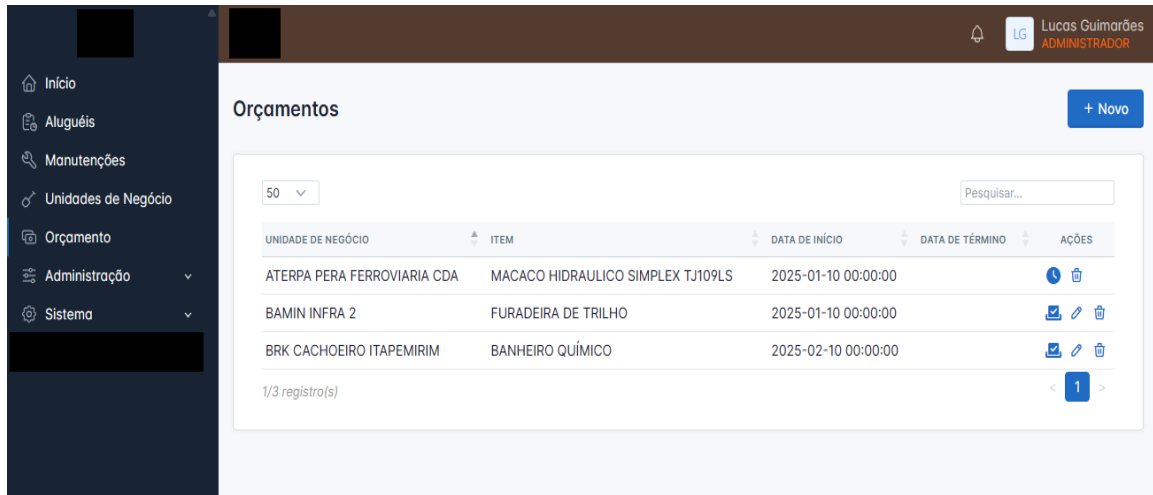 Lucas Guimarães
LG
ADMINISTRADOR
Início
Aluguéis
Manutenções
Unidades de Negócio
Orçamento
Administração
Sistema
Orçamentos
+ Novo
50
Pesquisar...
UNIDADE DE NEGÓCIO ITEM DATA DE INÍCIO DATA DE TÉRMINO AÇÕES
ATERPA PERA FERROVIARIA CDA MACACO HIDRAULICO SIMPLEX TJ109LS 2025-01-10 00:00:00
BAMIN INFRA 2 FURADEIRA DE TRILHO 2025-01-10 00:00:00
BRK CACHOEIRO ITAPEMIRIM BANHEIRO QUÍMICO 2025-02-10 00:00:00
1/3 registro(s)
< 1 >